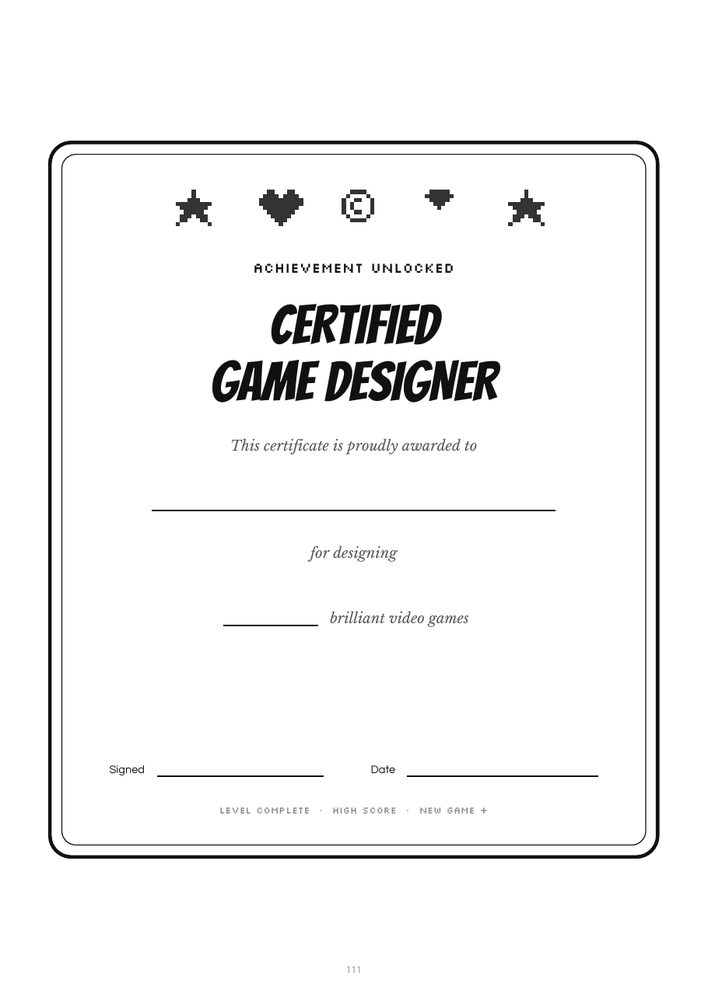 ©
ACHIEVEMENT UNLOCKED
CERTIFIED
GAME DESIGNER
This certificate is proudly awarded to
for designing
brilliant video games
Signed Date
LEVEL COMPLETE · HIGH SCORE · NEW GAME +
111